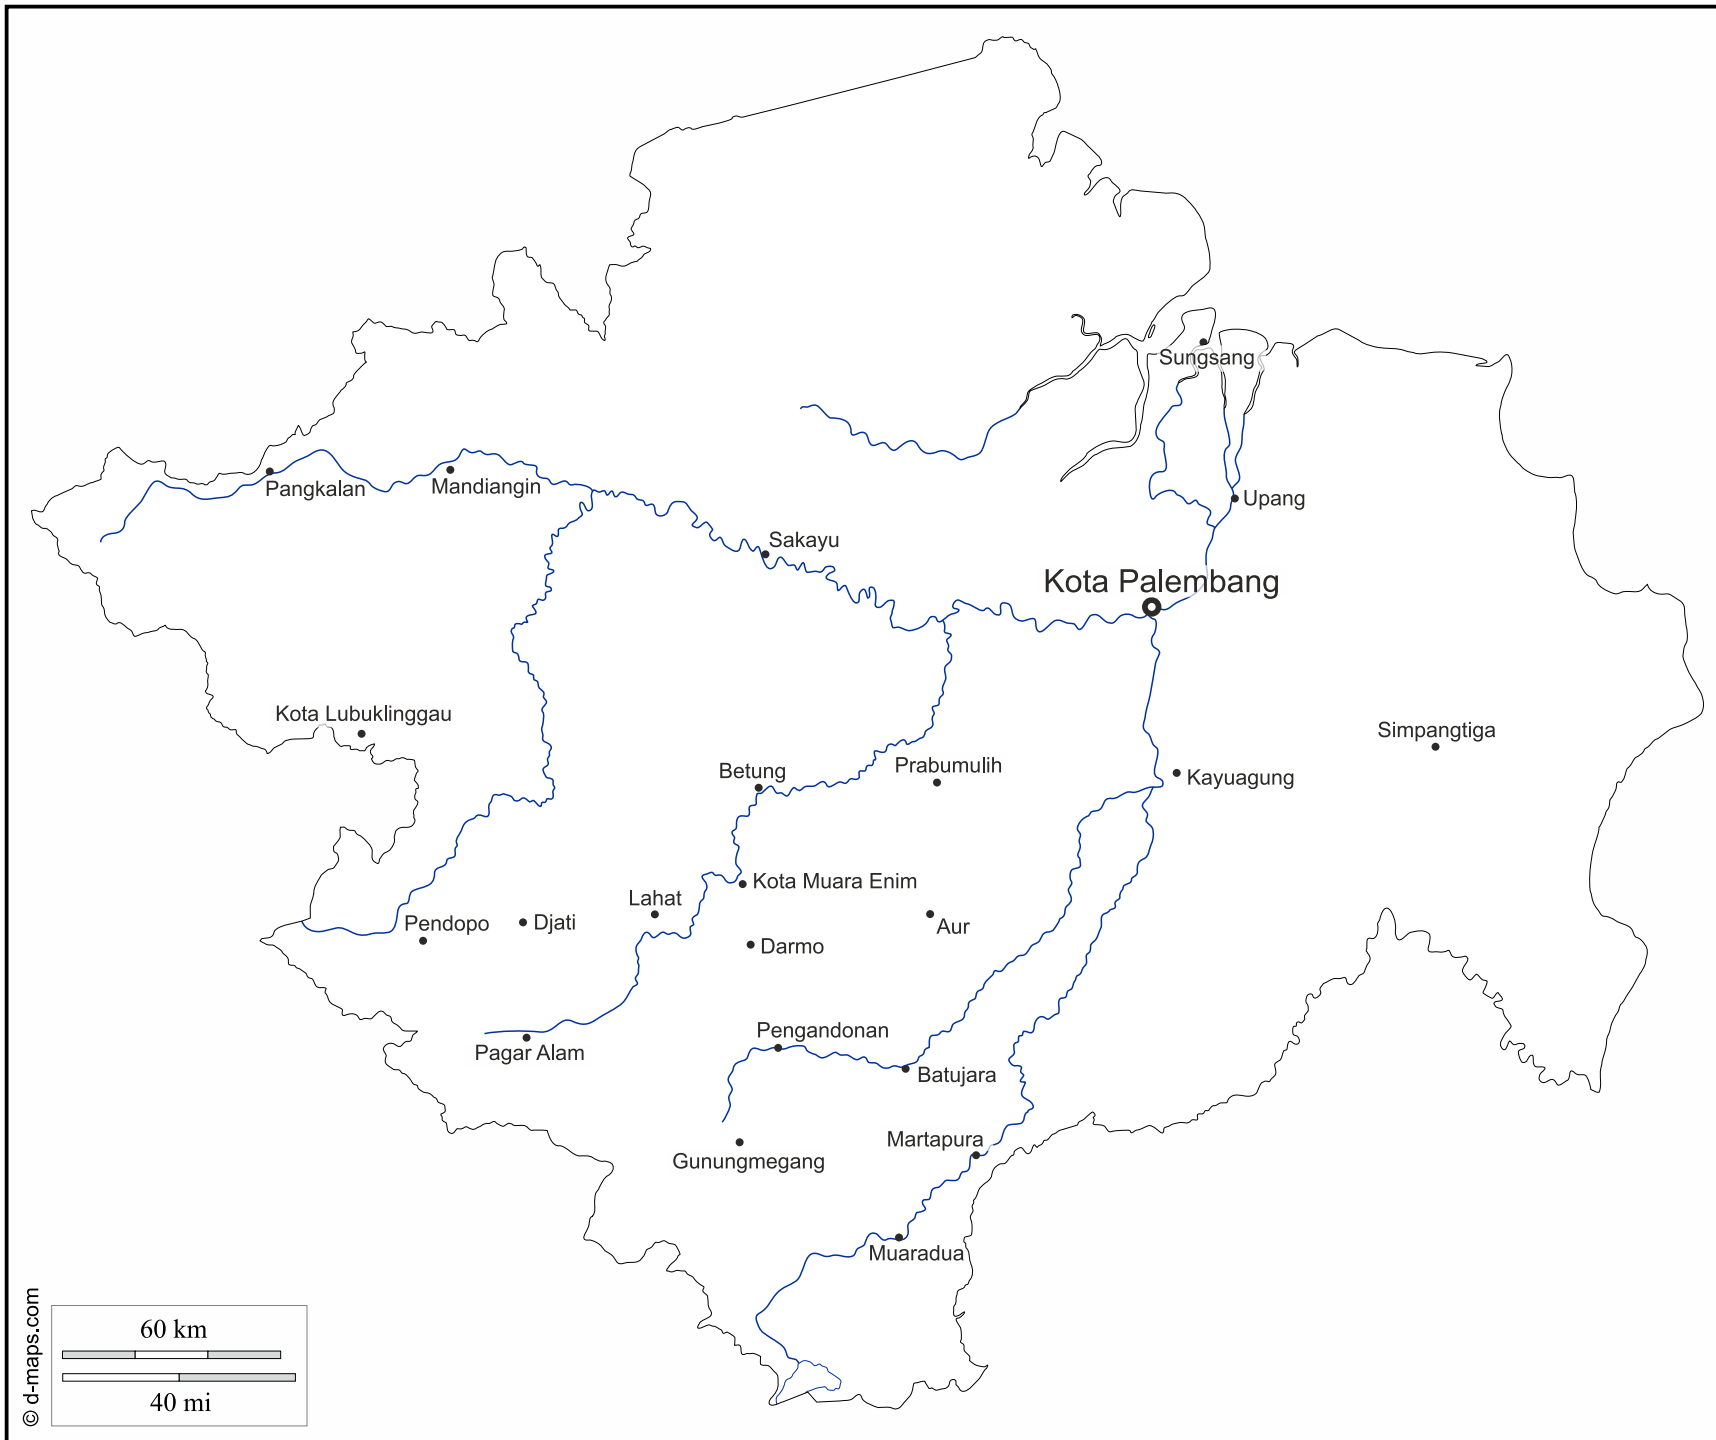 Sungsang
Pangkalan
Mandiangin
Upang
Sakayu
Kota Palembang
Kota Lubuklinggau
Simpangtiga
Betung
Prabumulih
Kayuagung
Kota Muara Enim
Lahat
Pendopo
Djati
Aur
Darmo
Pengandonan
Pagar Alam
Batujara
Martapura
Gunungmegang
Muaradua
60 km
40 mi
© d-maps.com